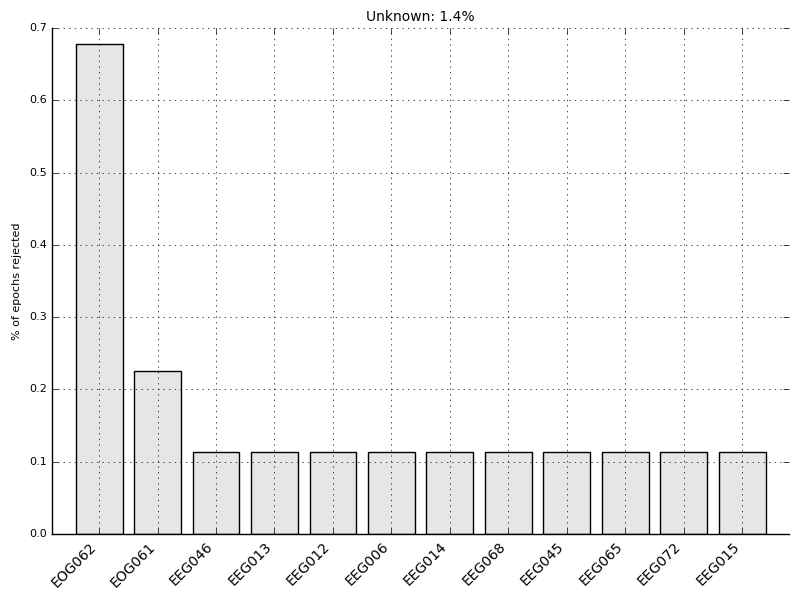 Unknown: 1.4%
0.7
0.6
0.5
0.4
0.3
0.2
0.1
0.0
% of epochs rejected
EOG062
EOG061
EEG046
EEG013
EEG012
EEG006
EEG014
EEG068
EEG045
EEG065
EEG072
EEG015